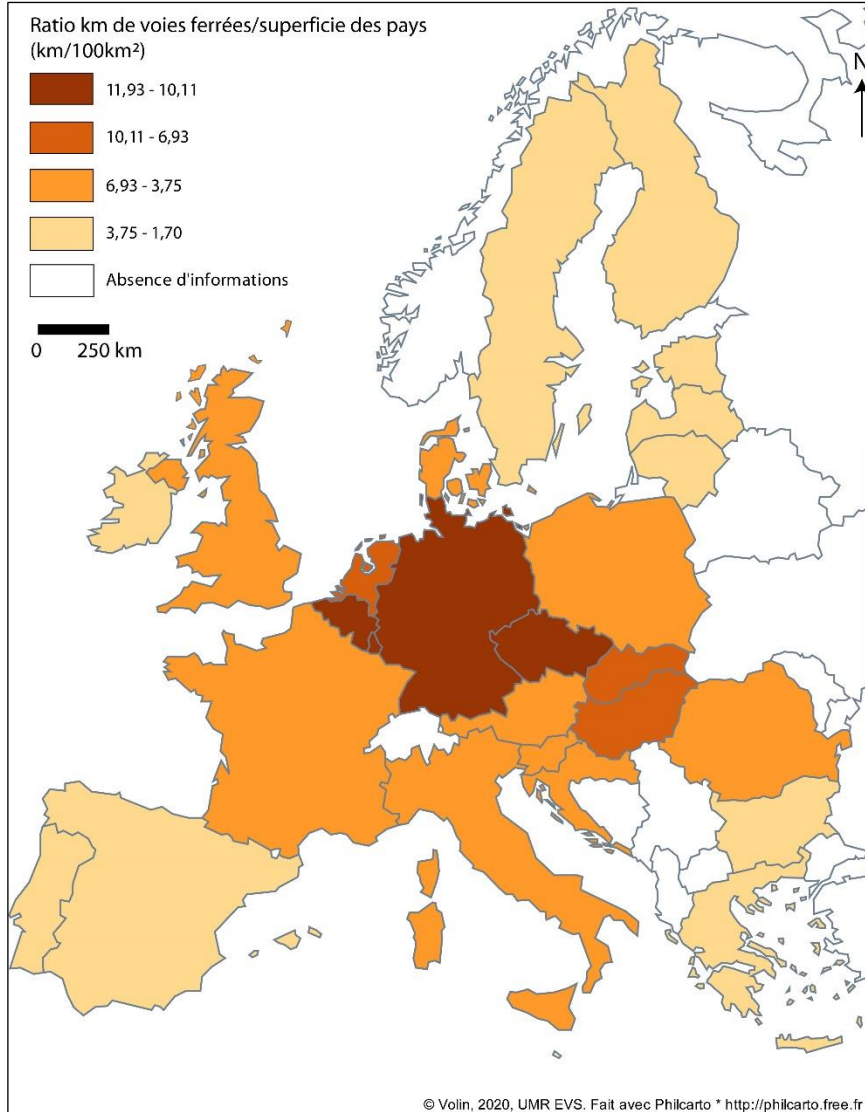 Ratio km de voies ferrées/superficie des pays
(km/100km²)
11,93 - 10,11
10,11 - 6,93
6,93 - 3,75
3,75 - 1,70
Absence d'informations
0 250 km
N
© Volin, 2020, UMR EVS. Fait avec Philcarto * http://philcarto.free.fr